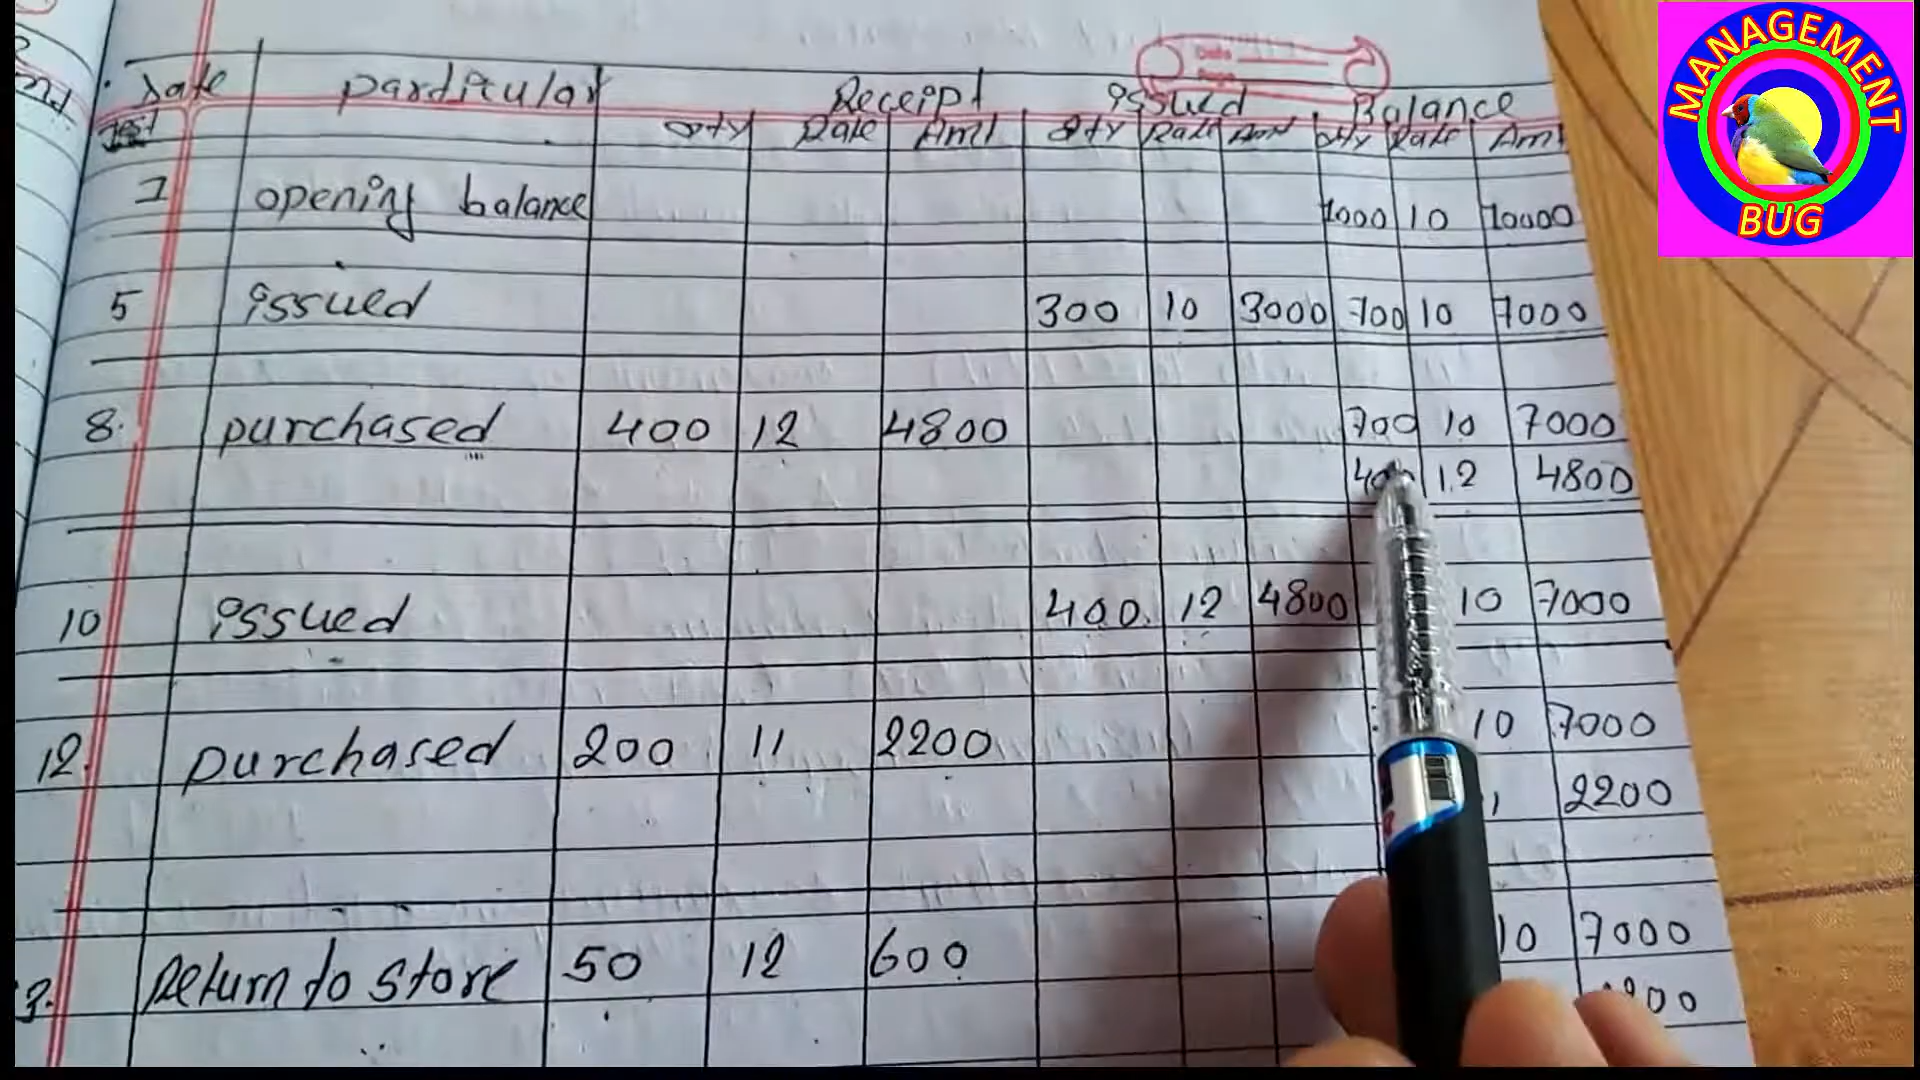 MANAGEMENT
BUG
Date particular Receipt issued Balance
Qty Rate Amt Qty Rate Amt Qty Rate Amt
1 opening balance 1000 10 10000
5 issued 300 10 3000 700 10 7000
8. purchased 400 12 4800 700 10 7000
400 12 4800
10 issued 400 12 4800 10 7000
12. purchased 200 11 2200 10 7000
2200
Return to store 50 12 600 10 7000